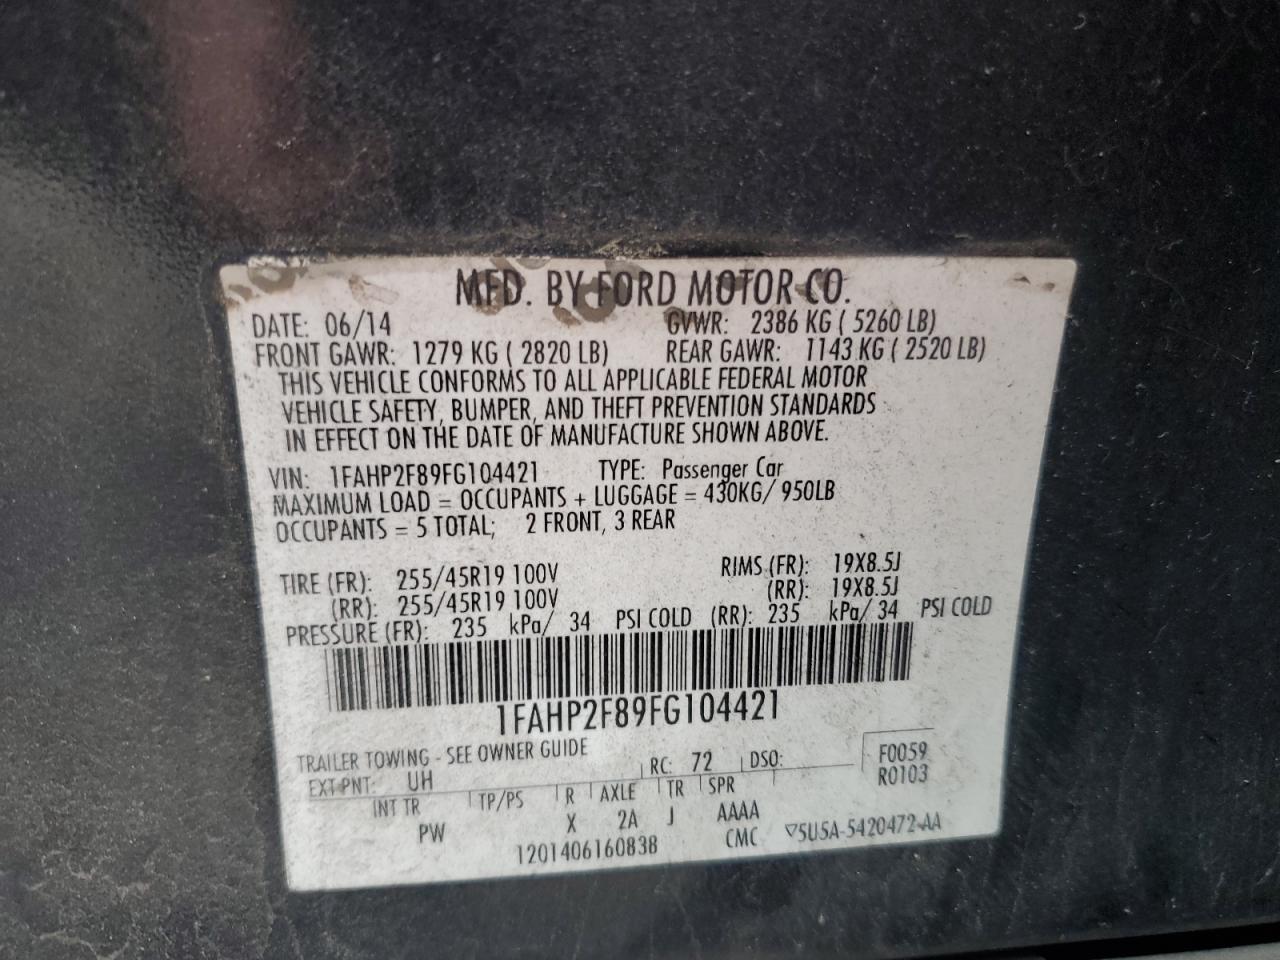 MFD. BY FORD MOTOR CO.
DATE: 06/14 GVWR: 2386 KG ( 5260 LB)
FRONT GAWR: 1279 KG ( 2820 LB) REAR GAWR: 1143 KG ( 2520 LB)
THIS VEHICLE CONFORMS TO ALL APPLICABLE FEDERAL MOTOR
VEHICLE SAFETY, BUMPER, AND THEFT PREVENTION STANDARDS
IN EFFECT ON THE DATE OF MANUFACTURE SHOWN ABOVE.
VIN: 1FAHP2F89FG104421 TYPE: Passenger Car
MAXIMUM LOAD = OCCUPANTS + LUGGAGE = 430KG/ 950LB
OCCUPANTS = 5 TOTAL; 2 FRONT, 3 REAR
TIRE (FR): 255/45R19 100V RIMS (FR): 19X8.5J
(RR): 255/45R19 100V (RR): 19X8.5J
PRESSURE (FR): 235 kPa/ 34 PSI COLD (RR): 235 kPa/ 34 PSI COLD
1FAHP2F89FG104421
TRAILER TOWING - SEE OWNER GUIDE
EXT PNT: UH RC: 72 DSO: F0059
R0103
INT TR TP/PS R AXLE TR SPR
PW X 2A J AAAA
1201406160838 CMC ▽5U5A-5420472-AA